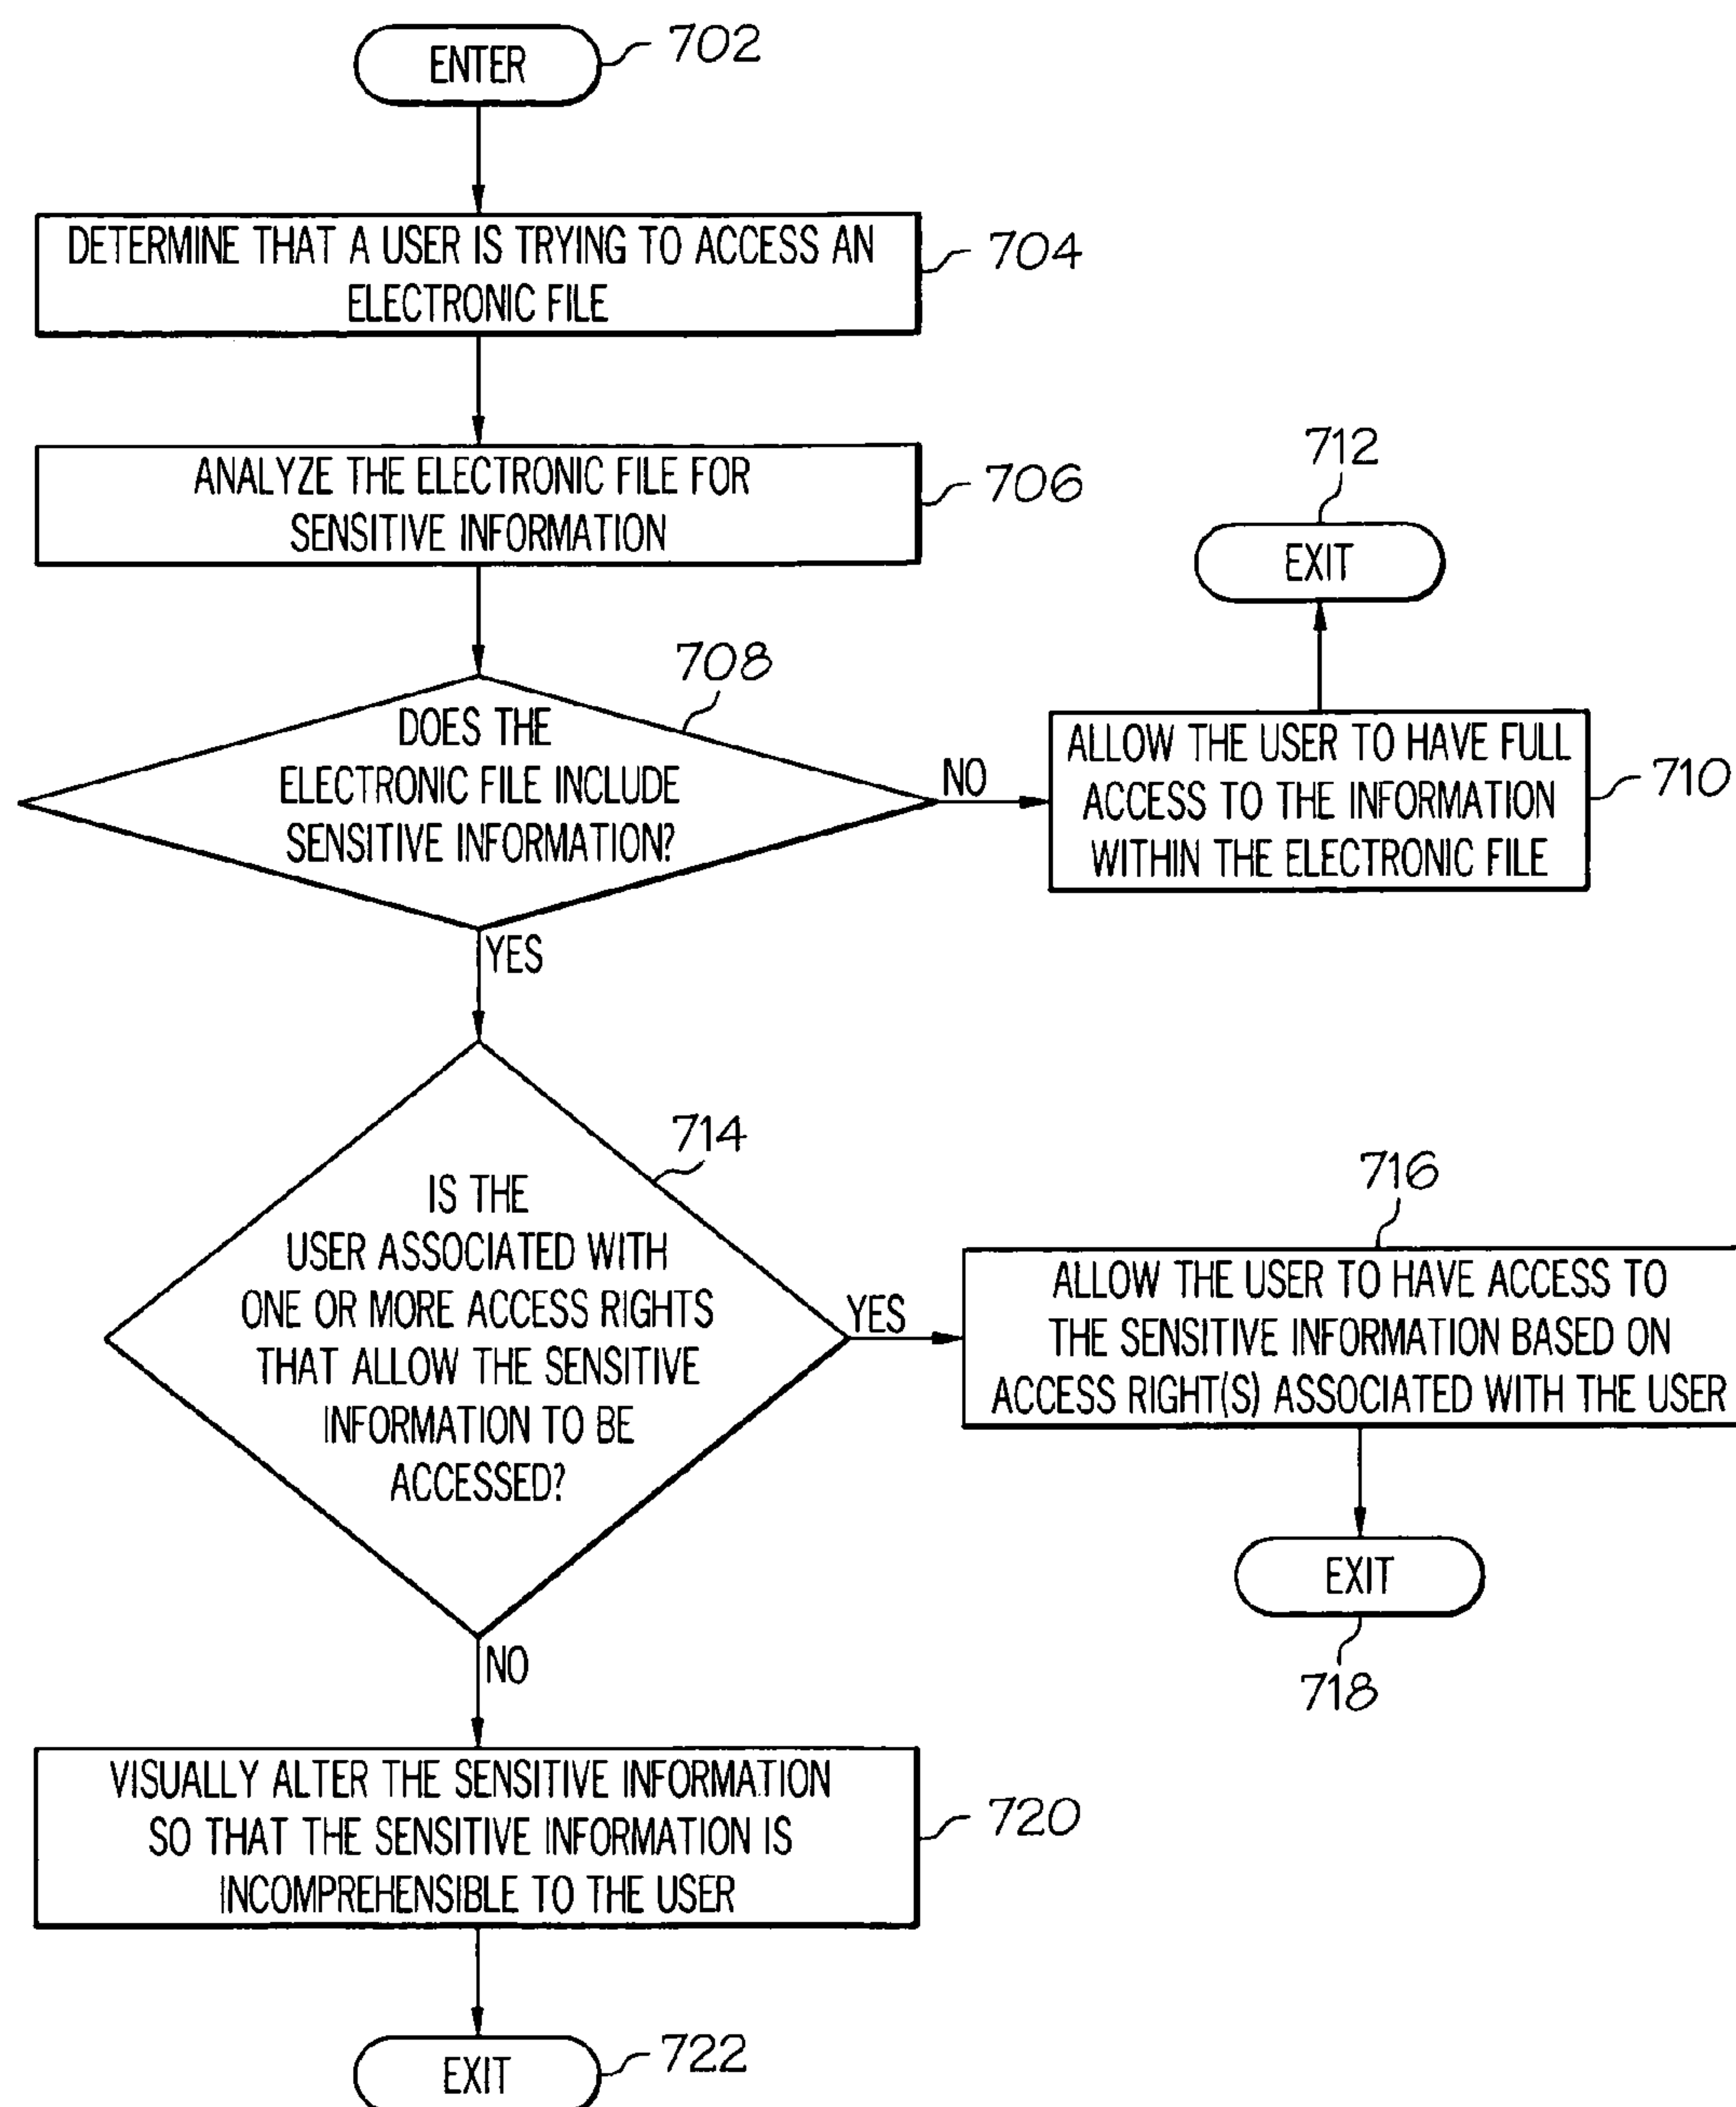 ENTER
702
DETERMINE THAT A USER IS TRYING TO ACCESS AN
ELECTRONIC FILE
704
ANALYZE THE ELECTRONIC FILE FOR
SENSITIVE INFORMATION
706
712
EXIT
708
DOES THE
ELECTRONIC FILE INCLUDE
SENSITIVE INFORMATION?
NO
ALLOW THE USER TO HAVE FULL
ACCESS TO THE INFORMATION
WITHIN THE ELECTRONIC FILE
710
YES
714
IS THE
USER ASSOCIATED WITH
ONE OR MORE ACCESS RIGHTS
THAT ALLOW THE SENSITIVE
INFORMATION TO BE
ACCESSED?
YES
716
ALLOW THE USER TO HAVE ACCESS TO
THE SENSITIVE INFORMATION BASED ON
ACCESS RIGHT(S) ASSOCIATED WITH THE USER
EXIT
718
NO
VISUALLY ALTER THE SENSITIVE INFORMATION
SO THAT THE SENSITIVE INFORMATION IS
INCOMPREHENSIBLE TO THE USER
720
EXIT
722